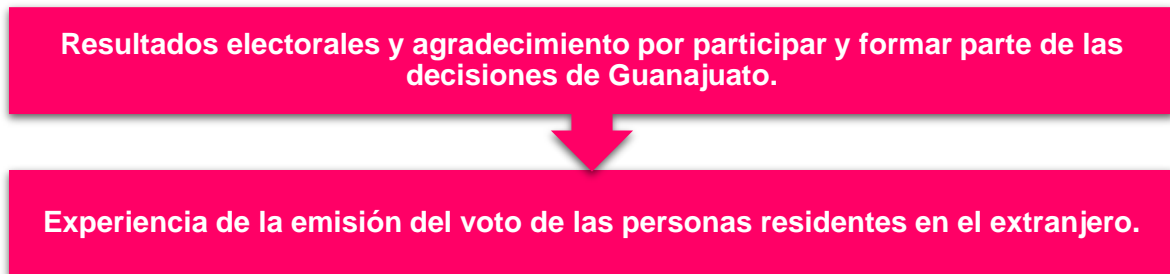 Resultados electorales y agradecimiento por participar y formar parte de las
decisiones de Guanajuato.
Experiencia de la emisión del voto de las personas residentes en el extranjero.